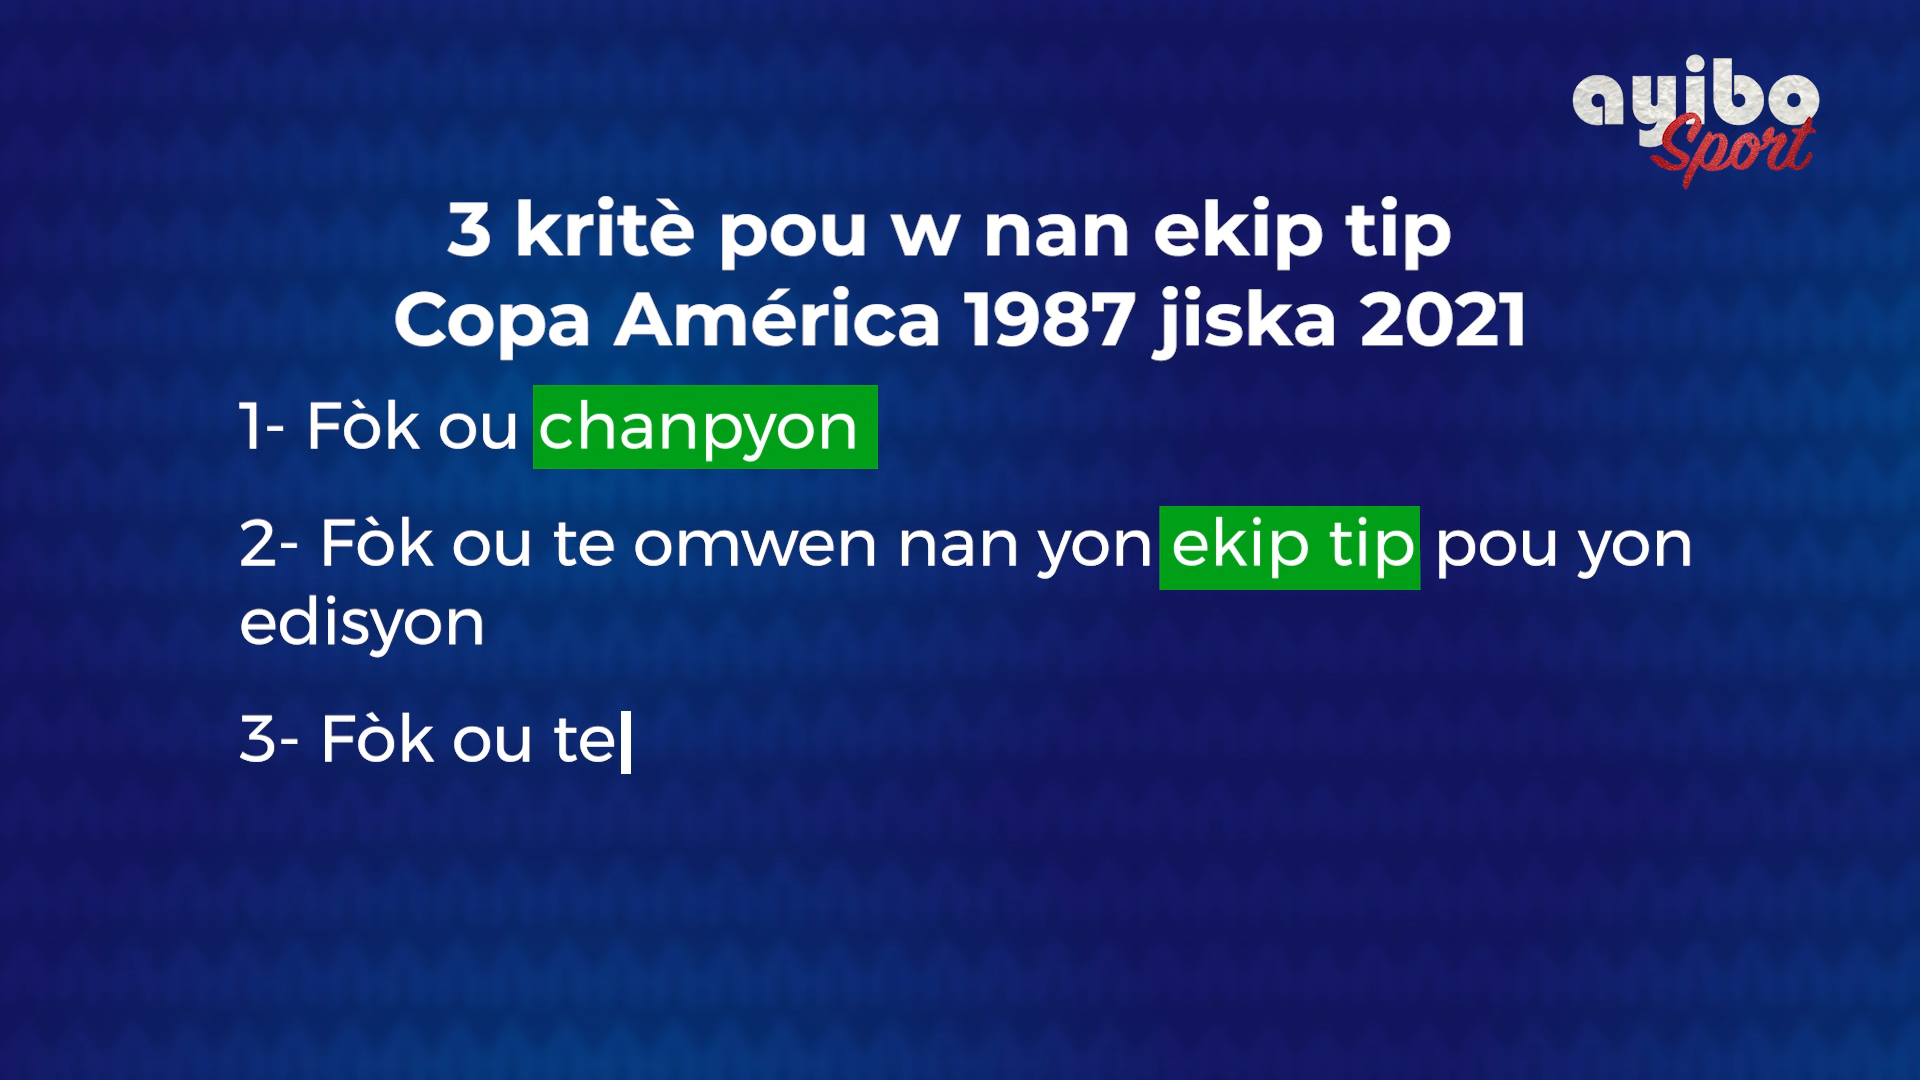 ayibo
Sport
3 kritè pou w nan ekip tip
Copa América 1987 jiska 2021
1- Fòk ou chanpyon
2- Fòk ou te omwen nan yon ekip tip pou yon
edisyon
3- Fòk ou te